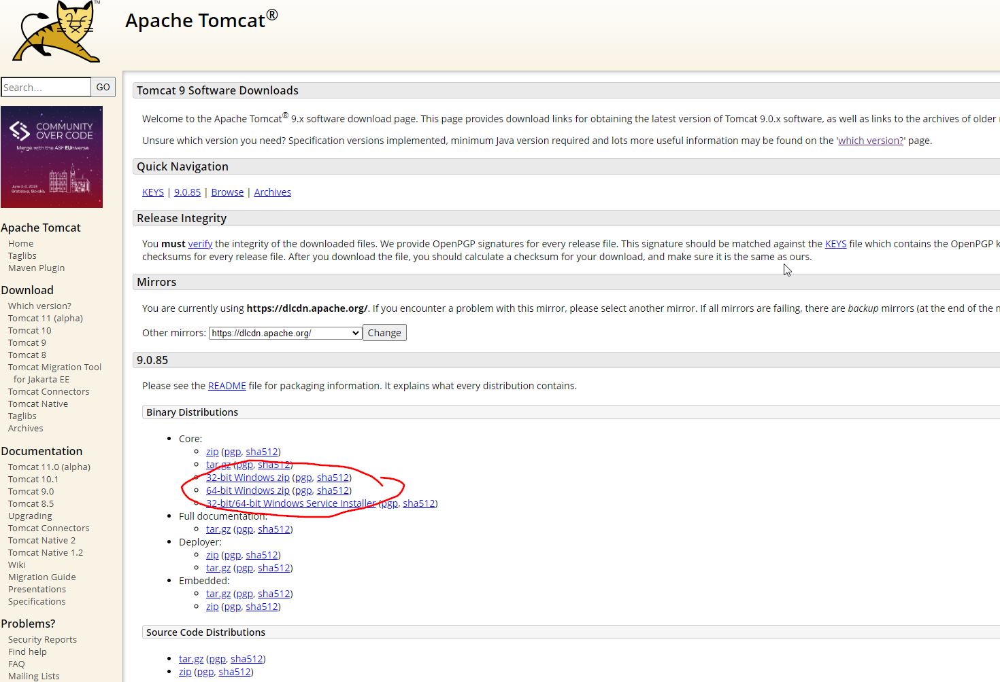 TM
Apache Tomcat®
Search...
GO
COMMUNITY
OVER CODE
Merge with the ASF EUniverse
June 3-5, 2024
Bratislava, Slovakia
Apache Tomcat
Home
Taglibs
Maven Plugin
Download
Which version?
Tomcat 11 (alpha)
Tomcat 10
Tomcat 9
Tomcat 8
Tomcat Migration Tool
for Jakarta EE
Tomcat Connectors
Tomcat Native
Taglibs
Archives
Documentation
Tomcat 11.0 (alpha)
Tomcat 10.1
Tomcat 9.0
Tomcat 8.5
Upgrading
Tomcat Connectors
Tomcat Native 2
Tomcat Native 1.2
Wiki
Migration Guide
Presentations
Specifications
Problems?
Security Reports
Find help
FAQ
Mailing Lists
Tomcat 9 Software Downloads
Welcome to the Apache Tomcat® 9.x software download page. This page provides download links for obtaining the latest version of Tomcat 9.0.x software, as well as links to the archives of older
Unsure which version you need? Specification versions implemented, minimum Java version required and lots more useful information may be found on the 'which version?' page.
Quick Navigation
KEYS | 9.0.85 | Browse | Archives
Release Integrity
You must verify the integrity of the downloaded files. We provide OpenPGP signatures for every release file. This signature should be matched against the KEYS file which contains the OpenPGP
checksums for every release file. After you download the file, you should calculate a checksum for your download, and make sure it is the same as ours.
Mirrors
You are currently using https://dlcdn.apache.org/. If you encounter a problem with this mirror, please select another mirror. If all mirrors are failing, there are backup mirrors (at the end of the
Other mirrors: https://dlcdn.apache.org/ Change
9.0.85
Please see the README file for packaging information. It explains what every distribution contains.
Binary Distributions
Core:
zip (pgp, sha512)
tar.gz (pgp, sha512)
32-bit Windows zip (pgp, sha512)
64-bit Windows zip (pgp, sha512)
32-bit/64-bit Windows Service Installer (pgp, sha512)
Full documentation:
tar.gz (pgp, sha512)
Deployer:
zip (pgp, sha512)
tar.gz (pgp, sha512)
Embedded:
tar.gz (pgp, sha512)
zip (pgp, sha512)
Source Code Distributions
tar.gz (pgp, sha512)
zip (pgp, sha512)